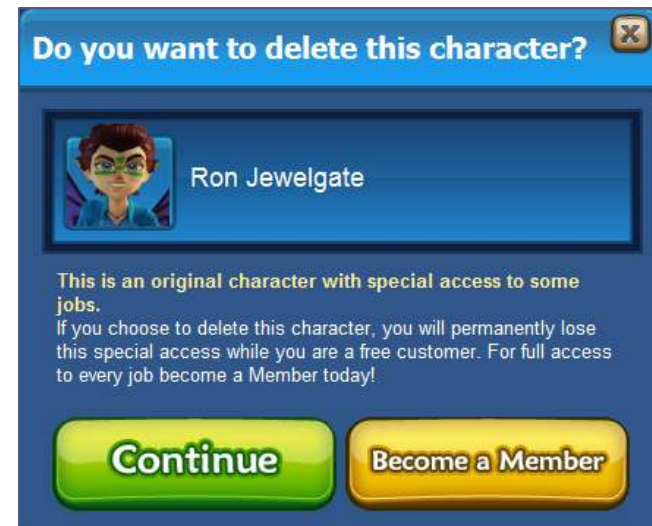 Do you want to delete this character?
Ron Jewelgate
This is an original character with special access to some
jobs.
If you choose to delete this character, you will permanently lose
this special access while you are a free customer. For full access
to every job become a Member today!
Continue
Become a Member